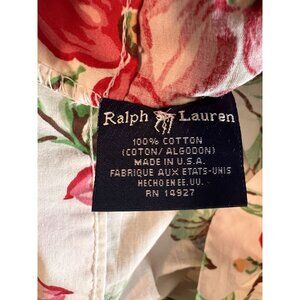 Ralph Lauren
100% COTTON
(COTON/ALGODON)
MADE IN U.S.A.
FABRIQUE AUX ETATS-UNIS
HECHO EN EE. UU.
RN 14927